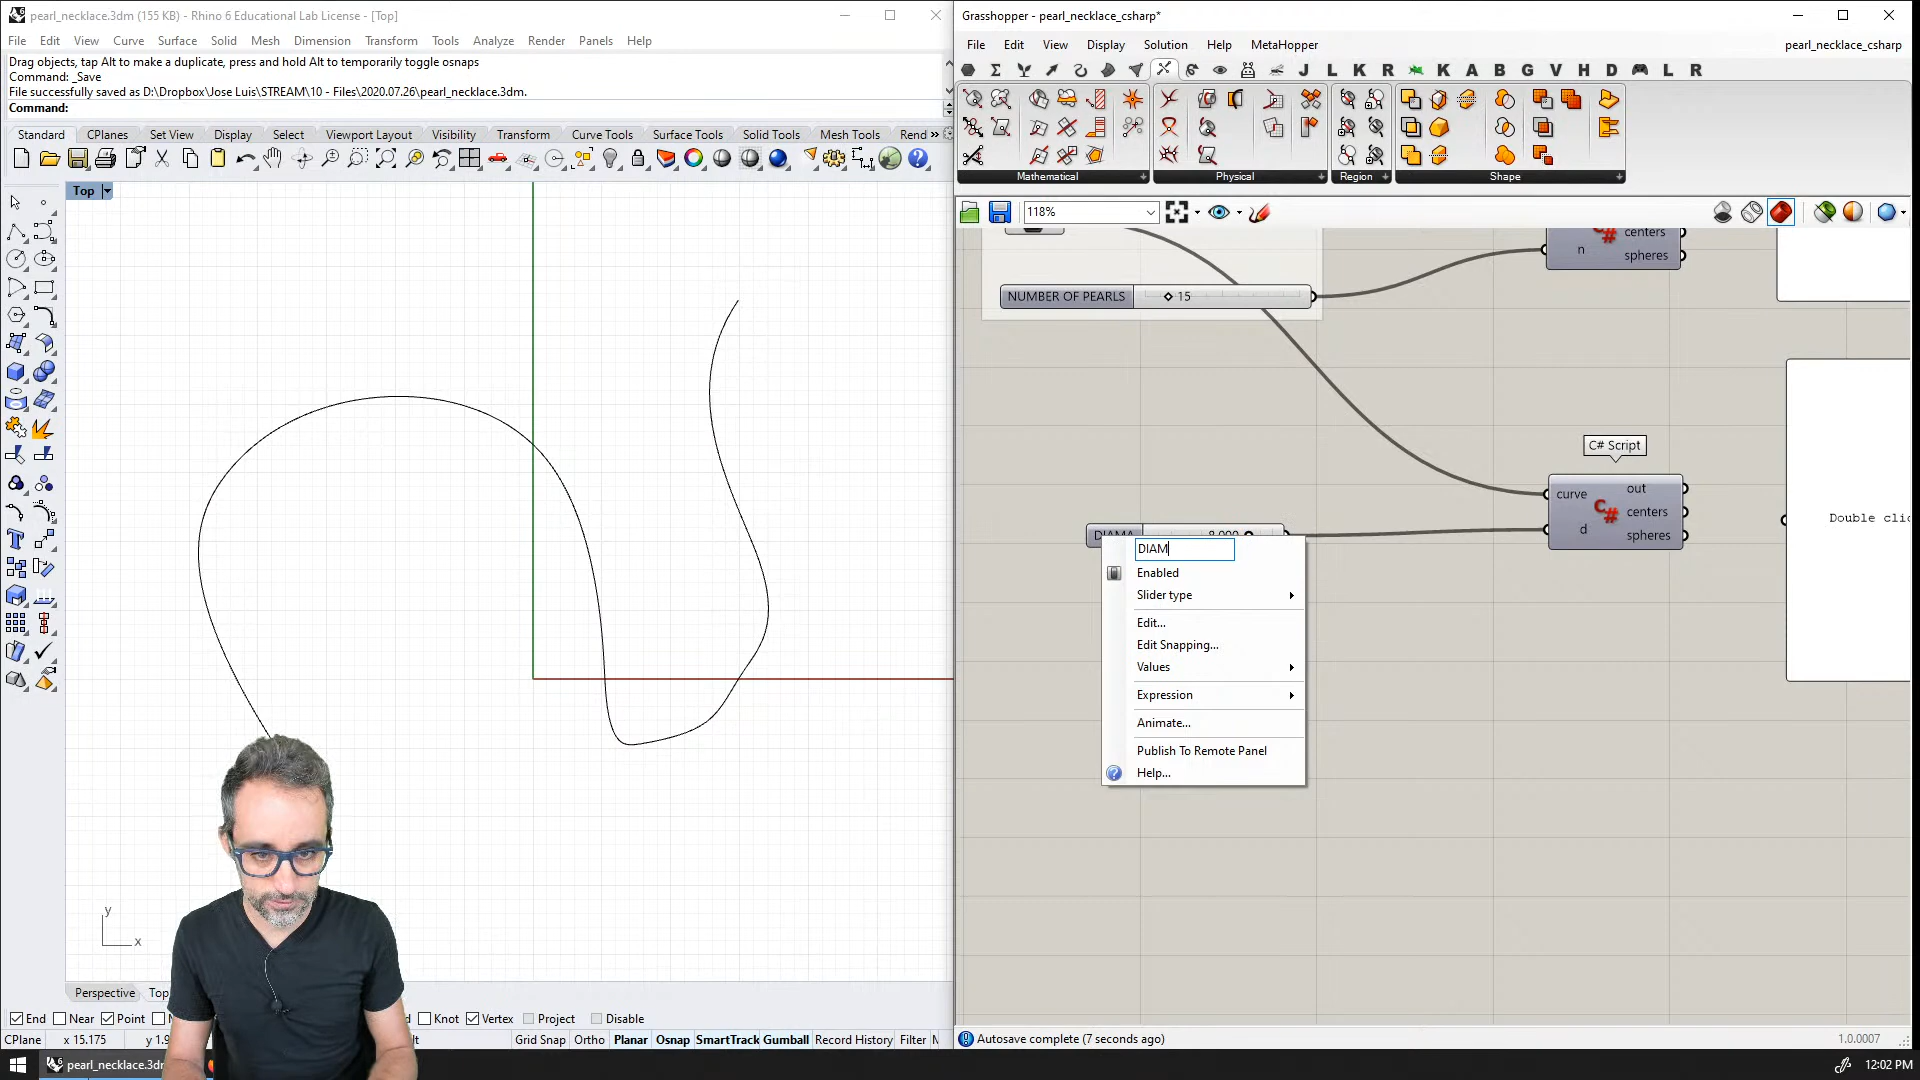 pearl_necklace.3dm (155 KB) - Rhino 6 Educational Lab License - [Top]
File Edit View Curve Surface Solid Mesh Dimension Transform Tools Analyze Render Panels Help
Drag objects, tap Alt to make a duplicate, press and hold Alt to temporarily toggle osnaps
Command: _Save
File successfully saved as D:\Dropbox\Jose Luis\STREAM\10 - Files\2020.07.26\pearl_necklace.3dm.
Command:
Standard CPlanes Set View Display Select Viewport Layout Visibility Transform Curve Tools Surface Tools Solid Tools Mesh Tools Rend »
Top
y
x
Perspective Top
End Near Point Knot Vertex Project Disable
CPlane x 15.175 y 1.9 Grid Snap Ortho Planar Osnap SmartTrack Gumball Record History Filter M
pearl_necklace.3dm
Grasshopper - pearl_necklace_csharp*
File Edit View Display Solution Help MetaHopper pearl_necklace_csharp
J L K R K A B G V H D L R
Mathematical Physical Region Shape
118%
centers
n
spheres
NUMBER OF PEARLS 15
C# Script
curve out
centers
d
spheres
Double clic
DIAMA 8.000
DIAM
Enabled
Slider type
Edit...
Edit Snapping...
Values
Expression
Animate...
Publish To Remote Panel
Help...
Autosave complete (7 seconds ago) 1.0.0007
12:02 PM